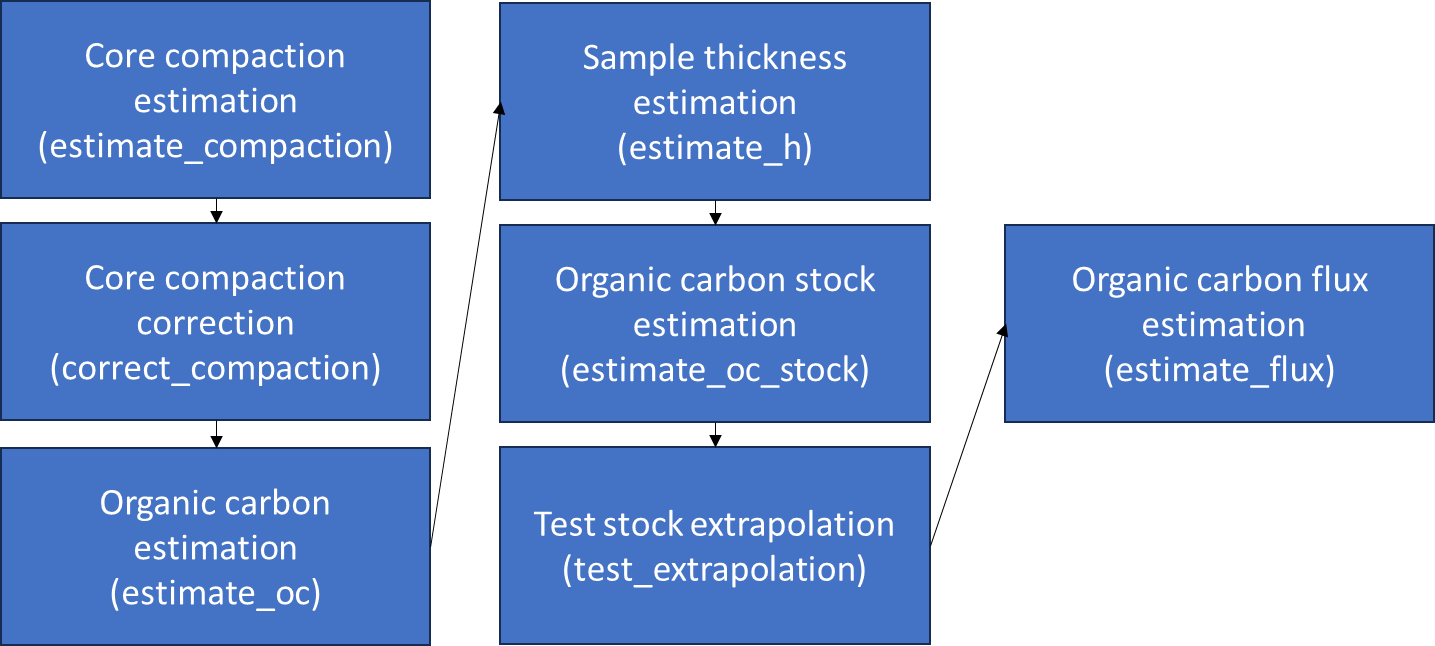 Core compaction
estimation
(estimate_compaction)
Core compaction
correction
(correct_compaction)
Organic carbon
estimation
(estimate_oc)
Sample thickness
estimation
(estimate_h)
Organic carbon stock
estimation
(estimate_oc_stock)
Test stock extrapolation
(test_extrapolation)
Organic carbon flux
estimation
(estimate_flux)